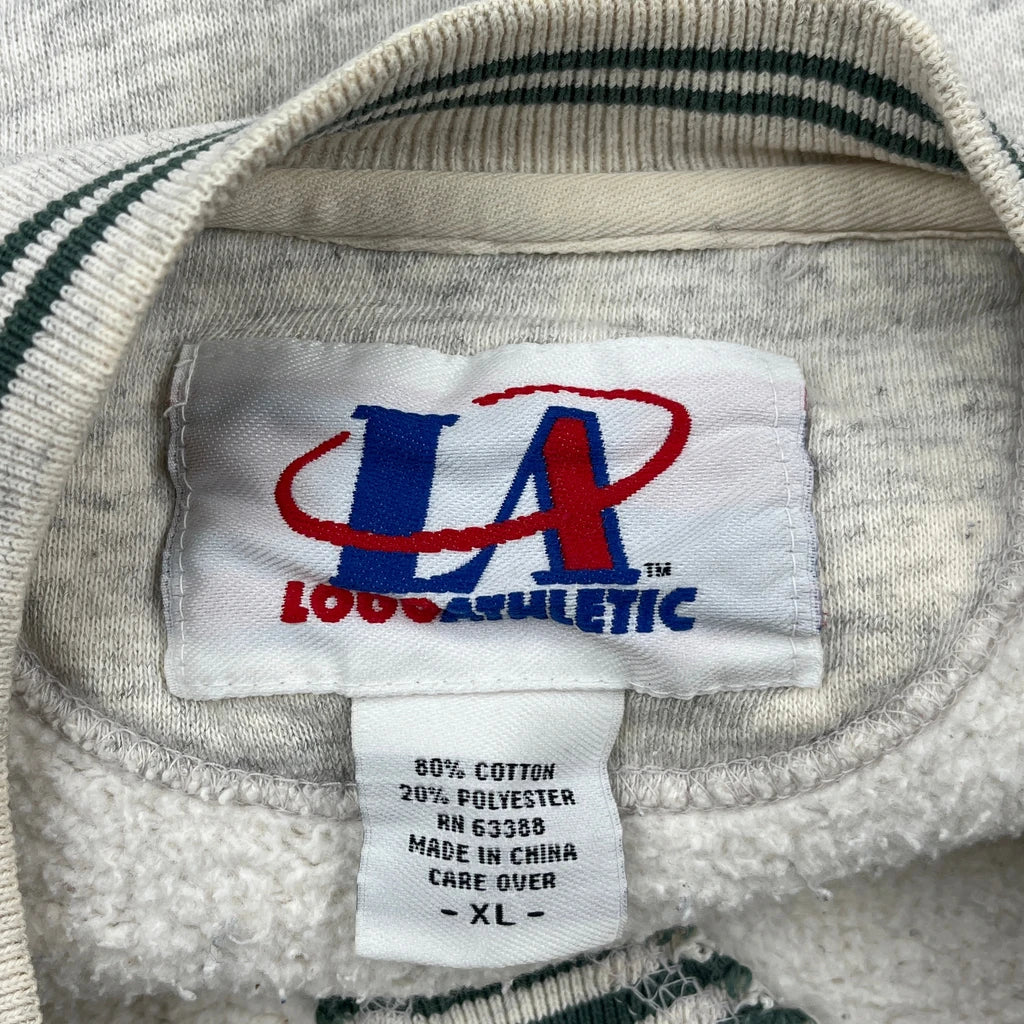 LA
TM
LOGO ATHLETIC
80% COTTON
20% POLYESTER
RN 63388
MADE IN CHINA
CARE OVER
- XL -